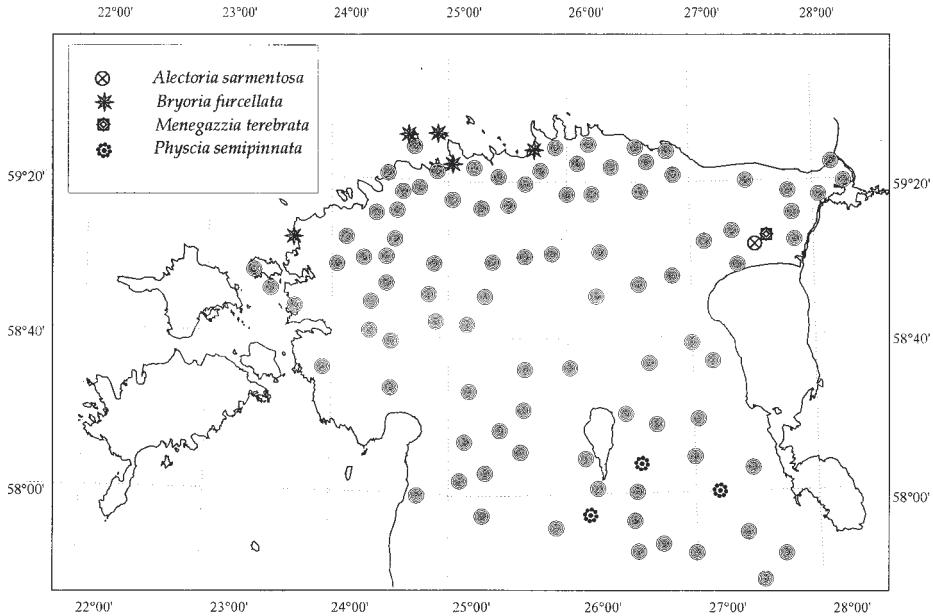 22°00' 23°00' 24°00' 25°00' 26°00' 27°00' 28°00'
Alectoria sarmentosa
Bryoria furcellata
Menegazzia terebrata
Physcia semipinnata
59°20' 59°20'
58°40' 58°40'
58°00' 58°00'
22°00' 23°00' 24°00' 25°00' 26°00' 27°00' 28°00'